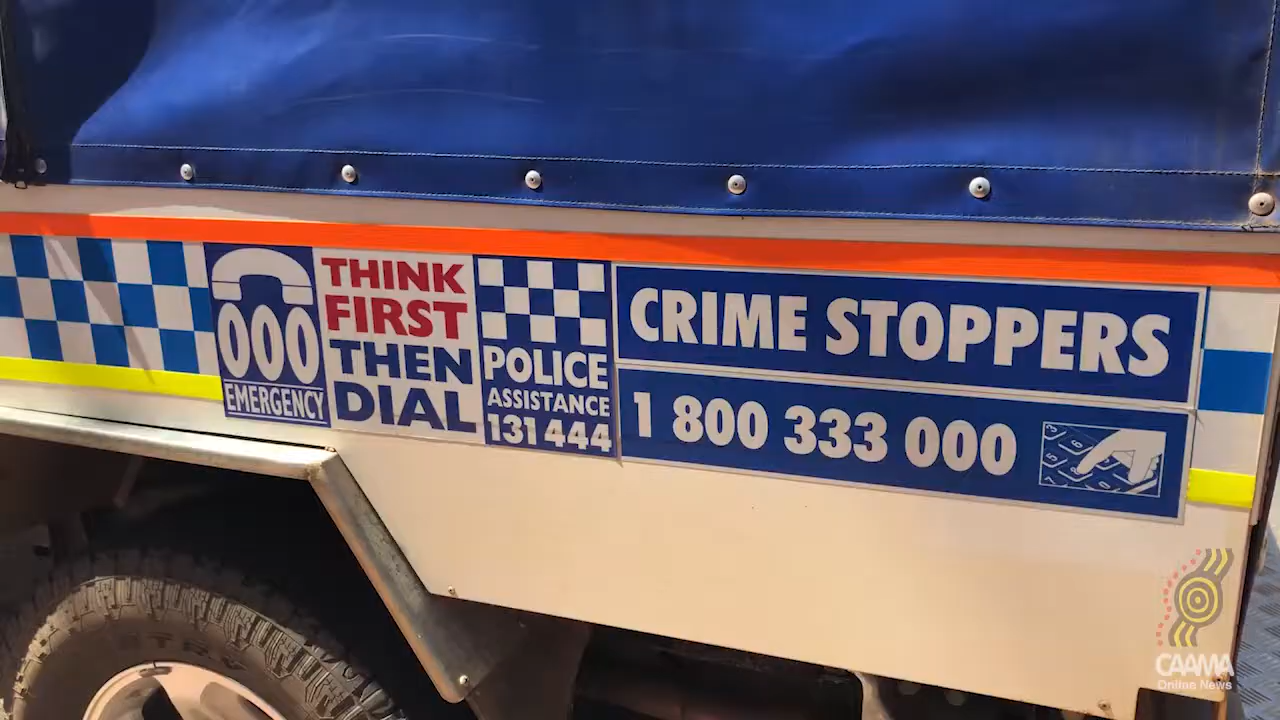 000
EMERGENCY
THINK
FIRST
THEN
DIAL
POLICE
ASSISTANCE
131 444
CRIME STOPPERS
1 800 333 000
CAAMA
Online News